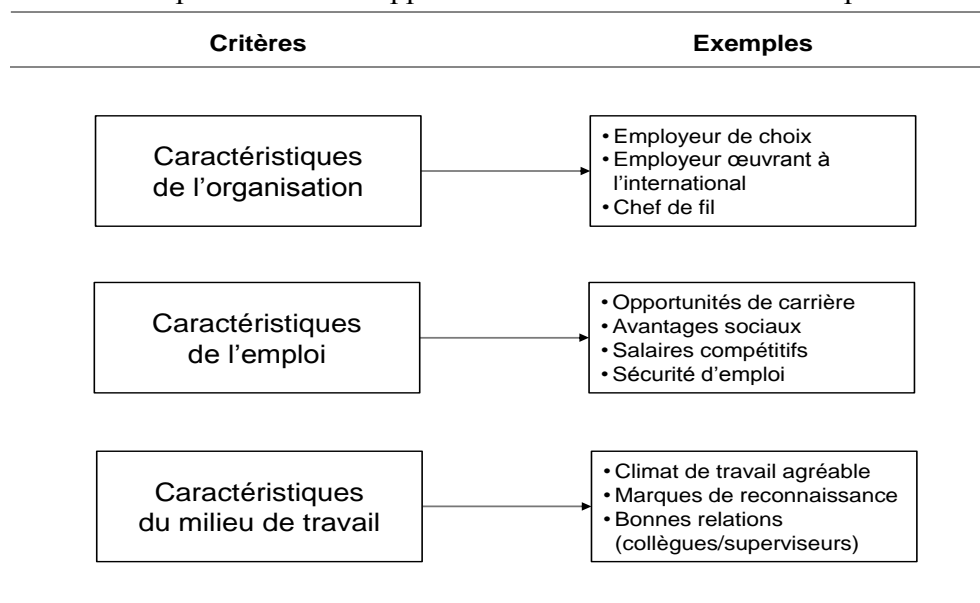 Critères
Exemples
Caractéristiques
de l’organisation
• Employeur de choix
• Employeur œuvrant à
l’international
• Chef de fil
Caractéristiques
de l’emploi
• Opportunités de carrière
• Avantages sociaux
• Salaires compétitifs
• Sécurité d’emploi
Caractéristiques
du milieu de travail
• Climat de travail agréable
• Marques de reconnaissance
• Bonnes relations
(collègues/superviseurs)